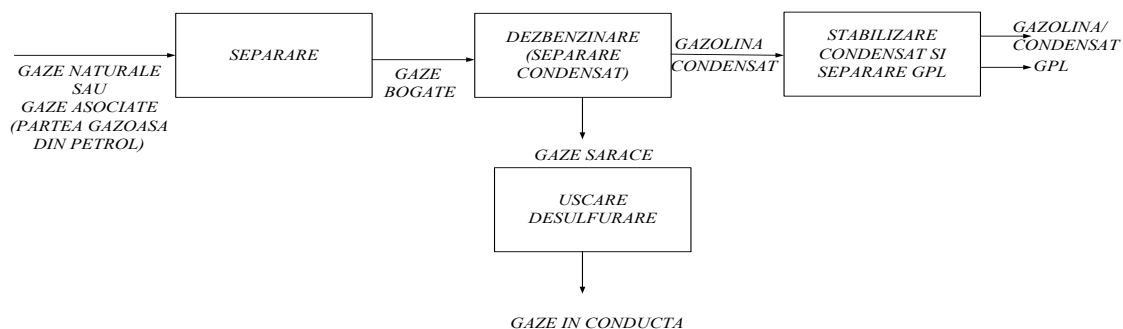 GAZE NATURALE
SAU
GAZE ASOCIATE
(PARTEA GAZOASA
DIN PETROL)
SEPARARE
GAZE
BOGATE
DEZBENZINARE
(SEPARARE
CONDENSAT)
GAZOLINA
CONDENSAT
STABILIZARE
CONDENSAT SI
SEPARARE GPL
GAZOLINA/
CONDENSAT
GPL
GAZE SARACE
USCARE
DESULFURARE
GAZE IN CONDUCTA